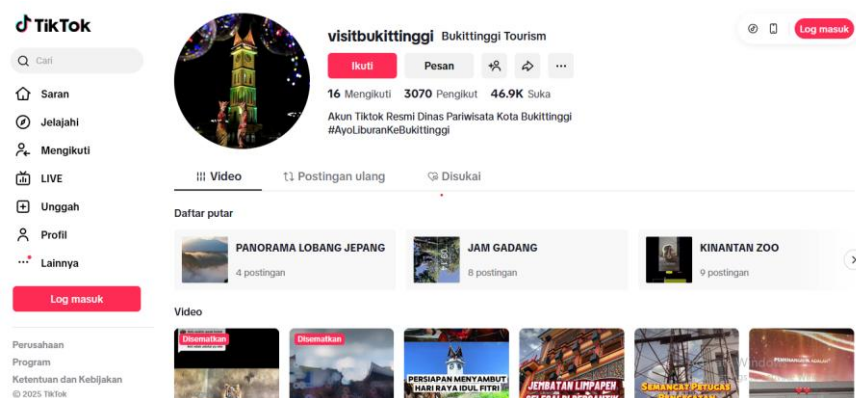 TikTok
Cari
Saran
Jelajahi
Mengikuti
LIVE
Unggah
Profil
Lainnya
Log masuk
Perusahaan
Program
Ketentuan dan Kebijakan
© 2025 TikTok
Log masuk
visitbukittinggi Bukittinggi Tourism
Ikuti Pesan
16 Mengikuti 3070 Pengikut 46.9K Suka
Akun Tiktok Resmi Dinas Pariwisata Kota Bukittinggi
#AyoLiburanKeBukittinggi
Video Postingan ulang Disukai
Daftar putar
PANORAMA LOBANG JEPANG
4 postingan
JAM GADANG
8 postingan
KINANTAN ZOO
9 postingan
Video
Disematkan
Disematkan
PERSIAPAN MENYAMBUT
HARI RAYA IDUL FITRI
JEMBATAN LIMPAPEH
SEMANGAT PETUGAS